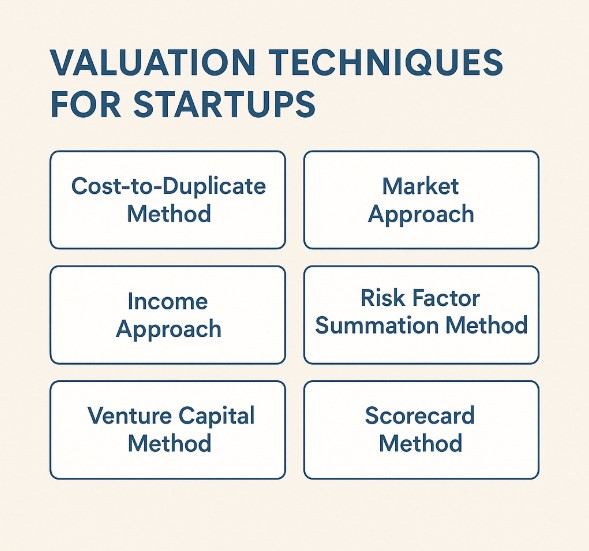 VALUATION TECHNIQUES
FOR STARTUPS
Cost-to-Duplicate
Method
Market
Approach
Income
Approach
Risk Factor
Summation Method
Venture Capital
Method
Scorecard
Method